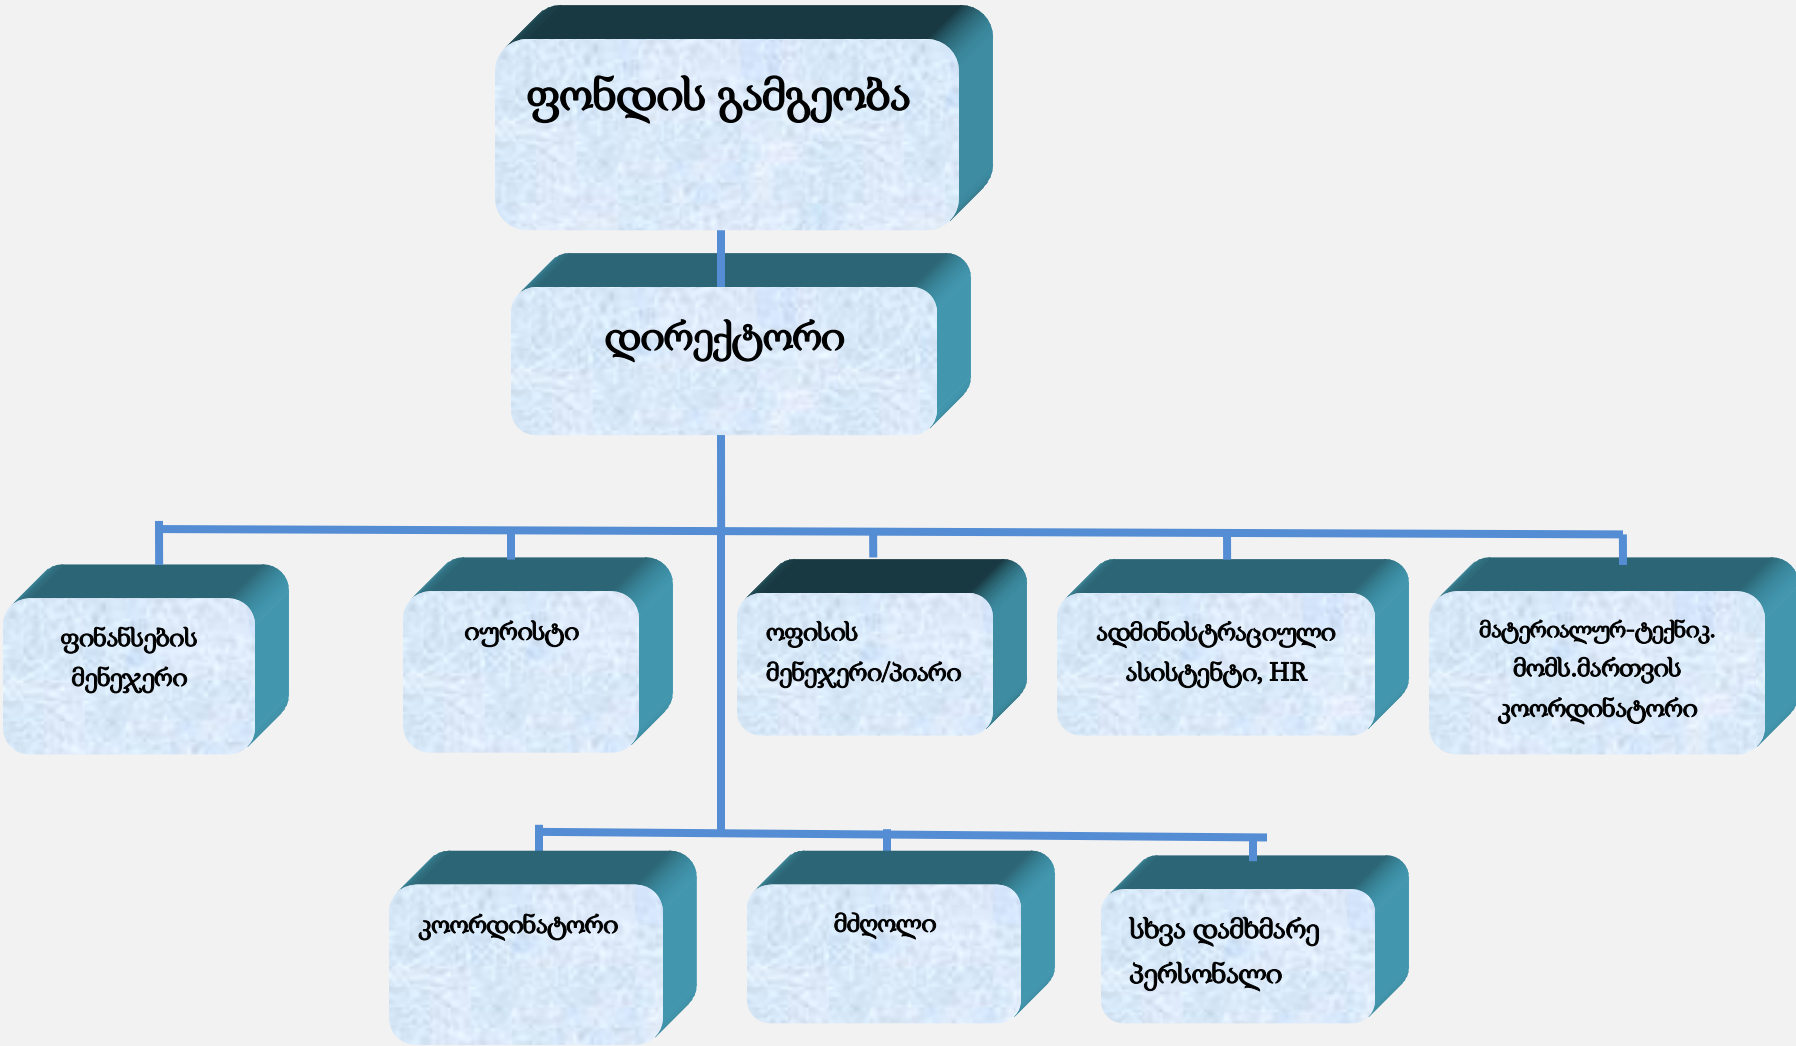 ფონდის გამგეობა
დირექტორი
ფინანსების
მენეჯერი
იურისტი
ოფისის
მენეჯერი/პიარი
ადმინისტრაციული
ასისტენტი, HR
მატერიალურ-ტექნიკ.
მომს.მართვის
კოორდინატორი
კოორდინატორი
მძღოლი
სხვა დამხმარე
პერსონალი